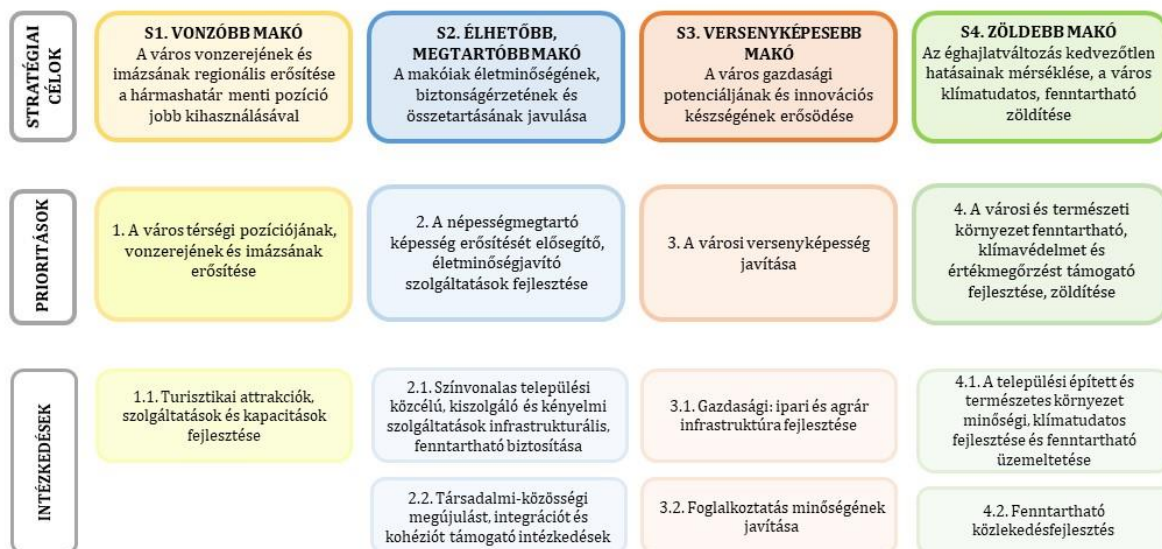 STRATÉGIAI
CÉLOK
S1. VONZÓBB MAKÓ
A város vonzerejének és
imázsának regionális erősítése
a hármashatár menti pozíció
jobb kihasználásával
S2. ÉLHETŐBB,
MEGTARTÓBB MAKÓ
A makóiak életminőségének,
biztonságérzetének és
összetartásának javulása
S3. VERSENYKÉPESEBB
MAKÓ
A város gazdasági
potenciáljának és innovációs
készségének erősödése
S4. ZÖLDEBB MAKÓ
Az éghajlatváltozás kedvezőtlen
hatásainak mérséklése, a város
klímatudatos, fenntartható
zöldítése
PRIORITÁSOK
1. A város térségi pozíciójának,
vonzerejének és imázsának
erősítése
2. A népességmegtartó
képesség erősítését elősegítő,
életminőségjavító
szolgáltatások fejlesztése
3. A városi versenyképesség
javítása
4. A városi és természeti
környezet fenntartható,
klímavédelmet és
értékmegőrzést támogató
fejlesztése, zöldítése
INTÉZKEDÉSEK
1.1. Turisztikai attrakciók,
szolgáltatások és kapacitások
fejlesztése
2.1. Színvonalas települési
közcélú, kiszolgáló és kényelmi
szolgáltatások infrastrukturális,
fenntartható biztosítása
3.1. Gazdasági: ipari és agrár
infrastruktúra fejlesztése
4.1. A települési épített és
természetes környezet
minőségi, klímatudatos
fejlesztése és fenntartható
üzemeltetése
2.2. Társadalmi-közösségi
megújulást, integrációt és
kohéziót támogató intézkedések
3.2. Foglalkoztatás minőségének
javítása
4.2. Fenntartható
közlekedésfejlesztés